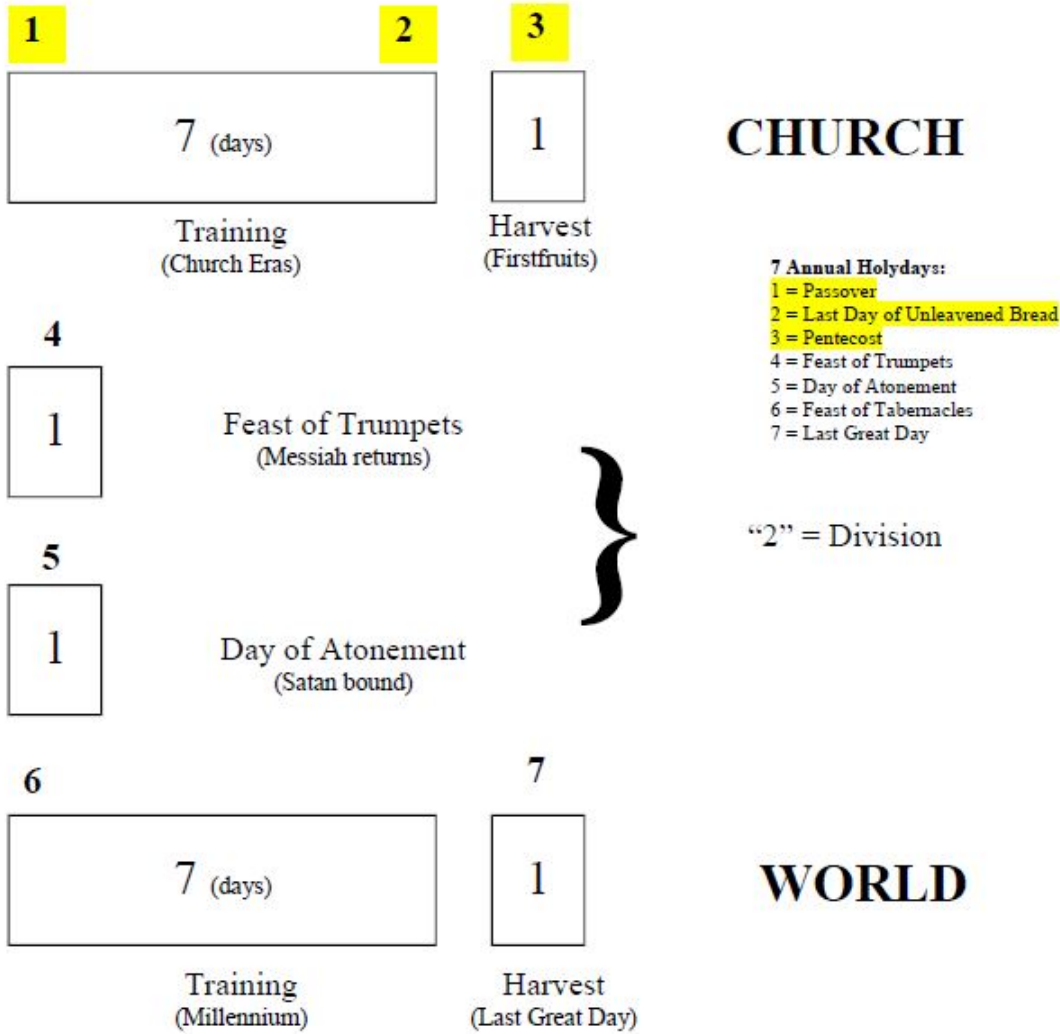 1
2
3
7 (days)
1
CHURCH
Training
(Church Eras)
Harvest
(Firstfruits)
7 Annual Holydays:
1 = Passover
2 = Last Day of Unleavened Bread
3 = Pentecost
4 = Feast of Trumpets
5 = Day of Atonement
6 = Feast of Tabernacles
7 = Last Great Day
4
1
Feast of Trumpets
(Messiah returns)
}
“2” = Division
5
1
Day of Atonement
(Satan bound)
6
7
7 (days)
1
WORLD
Training
(Millennium)
Harvest
(Last Great Day)